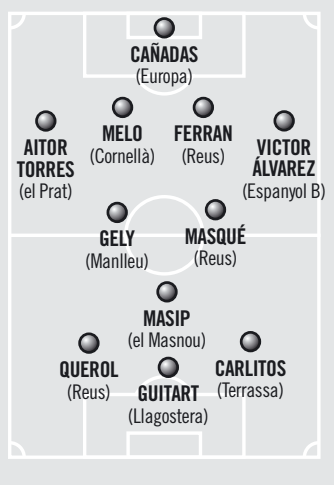 CAÑADAS
(Europa)
AITOR
TORRES
(el Prat)
MELO
(Cornellà)
FERRAN
(Reus)
VICTOR
ÁLVAREZ
(Espanyol B)
GELY
(Manlleu)
MASQUÉ
(Reus)
MASIP
(el Masnou)
QUEROL
(Reus)
GUITART
(Llagostera)
CARLITOS
(Terrassa)